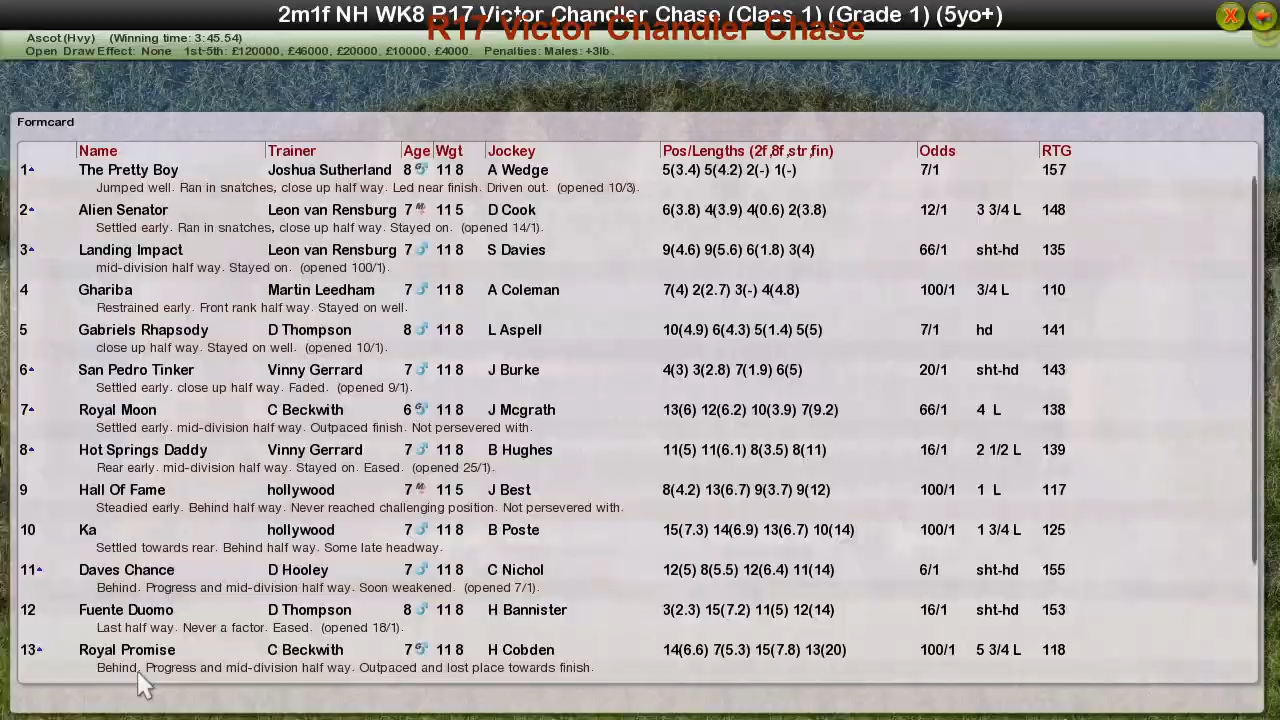 2m1f NH WK8 R17 Victor Chandler Chase (Class 1) (Grade 1) (5yo+)
R17 Victor Chandler Chase
Ascot (Hvy) (Winning time: 3:45.54)
Open Draw Effect: None 1st-5th: £120000, £46000, £20000, £10000, £4000. Penalties: Males: +3lb.
Formcard
Name Trainer Age Wgt Jockey Pos/Lengths (2f,8f,str,fin) Odds RTG
1 The Pretty Boy Joshua Sutherland 8 11 8 A Wedge 5(3.4) 5(4.2) 2(-) 1(-) 7/1 157
Jumped well. Ran in snatches, close up half way. Led near finish. Driven out. (opened 10/3).
2 Alien Senator Leon van Rensburg 7 11 5 D Cook 6(3.8) 4(3.9) 4(0.6) 2(3.8) 12/1 3 3/4 L 148
Settled early. Ran in snatches, close up half way. Stayed on. (opened 14/1).
3 Landing Impact Leon van Rensburg 7 11 8 S Davies 9(4.6) 9(5.6) 6(1.8) 3(4) 66/1 sht-hd 135
mid-division half way. Stayed on. (opened 100/1).
4 Ghariba Martin Leedham 7 11 8 A Coleman 7(4) 2(2.7) 3(-) 4(4.8) 100/1 3/4 L 110
Restrained early. Front rank half way. Stayed on well.
5 Gabriels Rhapsody D Thompson 8 11 8 L Aspell 10(4.9) 6(4.3) 5(1.4) 5(5) 7/1 hd 141
close up half way. Stayed on well. (opened 10/1).
6 San Pedro Tinker Vinny Gerrard 7 11 8 J Burke 4(3) 3(2.8) 7(1.9) 6(5) 20/1 sht-hd 143
Settled early. close up half way. Faded. (opened 9/1).
7 Royal Moon C Beckwith 6 11 8 J Mcgrath 13(6) 12(6.2) 10(3.9) 7(9.2) 66/1 4 L 138
Settled early. mid-division half way. Outpaced finish. Not persevered with.
8 Hot Springs Daddy Vinny Gerrard 7 11 8 B Hughes 11(5) 11(6.1) 8(3.5) 8(11) 16/1 2 1/2 L 139
Rear early. mid-division half way. Stayed on. Eased. (opened 25/1).
9 Hall Of Fame hollywood 7 11 5 J Best 8(4.2) 13(6.7) 9(3.7) 9(12) 100/1 1 L 117
Steadied early. Behind half way. Never reached challenging position. Not persevered with.
10 Ka hollywood 7 11 8 B Poste 15(7.3) 14(6.9) 13(6.7) 10(14) 100/1 1 3/4 L 125
Settled towards rear. Behind half way. Some late headway.
11 Daves Chance D Hooley 7 11 8 C Nichol 12(5) 8(5.5) 12(6.4) 11(14) 6/1 sht-hd 155
Behind. Progress and mid-division half way. Soon weakened. (opened 7/1).
12 Fuente Duomo D Thompson 8 11 8 H Bannister 3(2.3) 15(7.2) 11(5) 12(14) 16/1 sht-hd 153
Last half way. Never a factor. Eased. (opened 18/1).
13 Royal Promise C Beckwith 7 11 8 H Cobden 14(6.6) 7(5.3) 15(7.8) 13(20) 100/1 5 3/4 L 118
Behind. Progress and mid-division half way. Outpaced and lost place towards finish.